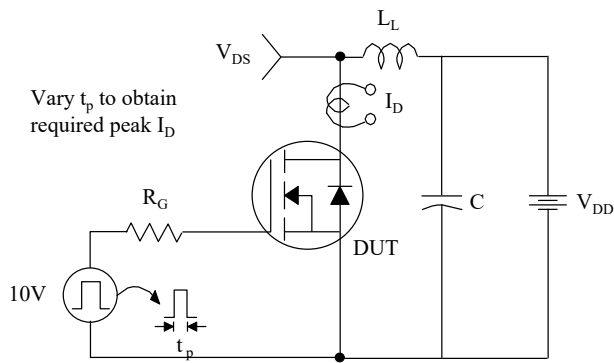 L_L
V_DS
I_D
Vary t_p to obtain
required peak I_D
R_G
C
V_DD
DUT
10V
t_p